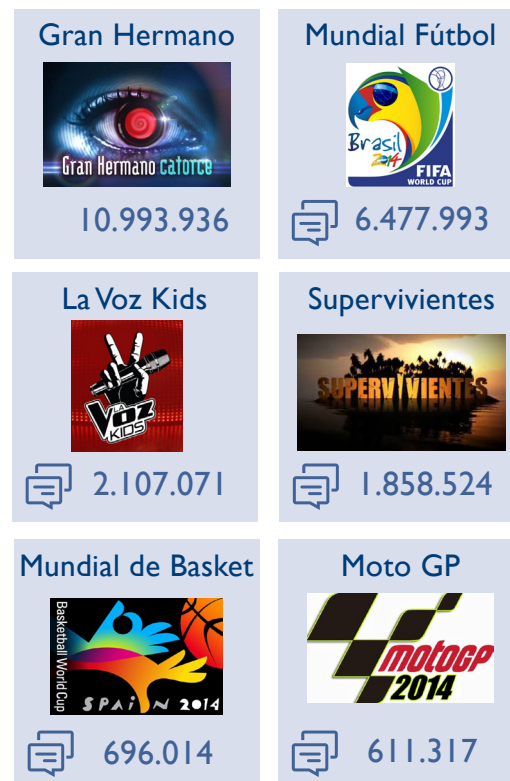 Gran Hermano
Gran Hermano catorce
10.993.936
Mundial Fútbol
Brasil
2014
FIFA
WORLD CUP
6.477.993
La Voz Kids
LA
VOZ
KIDS
2.107.071
Supervivientes
SUPERVIVIENTES
1.858.524
Mundial de Basket
Basketball World Cup
SPAIN 2014
696.014
Moto GP
MotoGP
2014
611.317